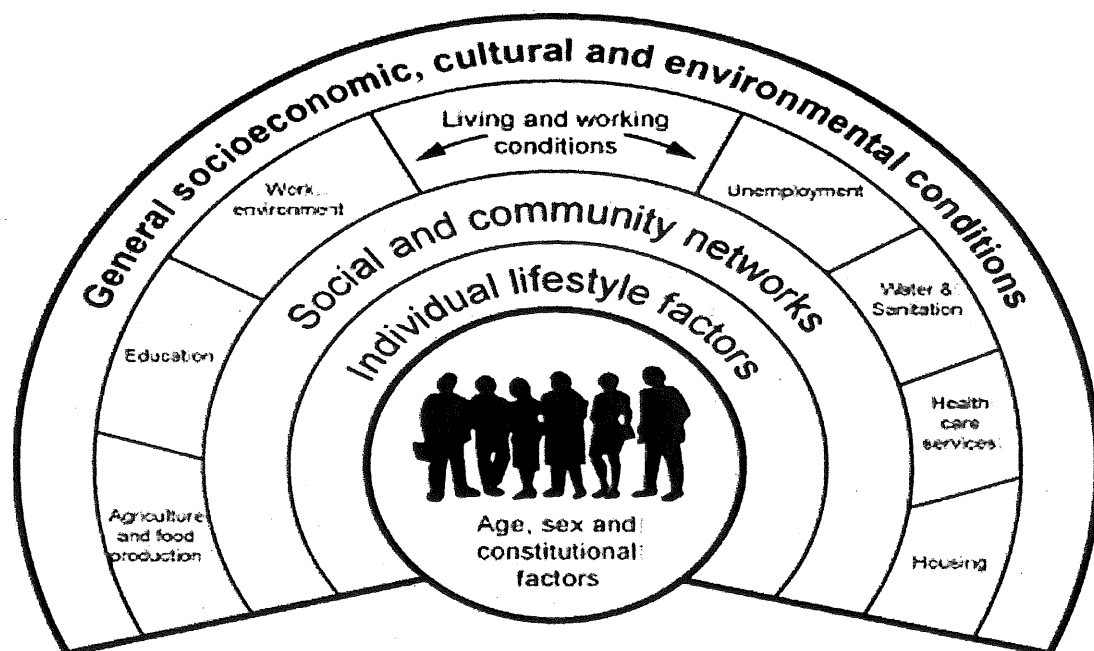 General socioeconomic, cultural and environmental conditions
Living and working
conditions
Work
environment
Unemployment
Education
Water &
Sanitation
Agriculture
and food
production
Health
care
services
Housing
Social and community networks
Individual lifestyle factors
Age, sex and
constitutional
factors